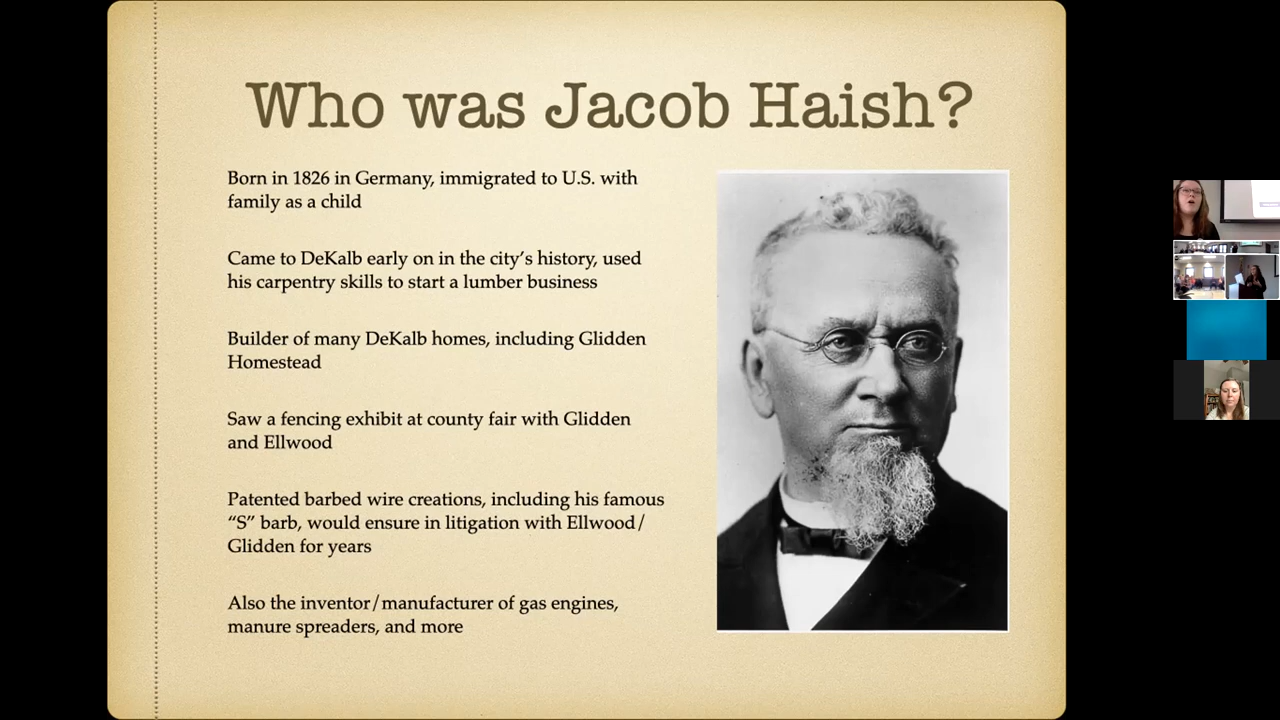 Who was Jacob Haish?
Born in 1826 in Germany, immigrated to U.S. with
family as a child
Came to DeKalb early on in the city’s history, used
his carpentry skills to start a lumber business
Builder of many DeKalb homes, including Glidden
Homestead
Saw a fencing exhibit at county fair with Glidden
and Ellwood
Patented barbed wire creations, including his famous
“S” barb, would ensure in litigation with Ellwood/
Glidden for years
Also the inventor/manufacturer of gas engines,
manure spreaders, and more